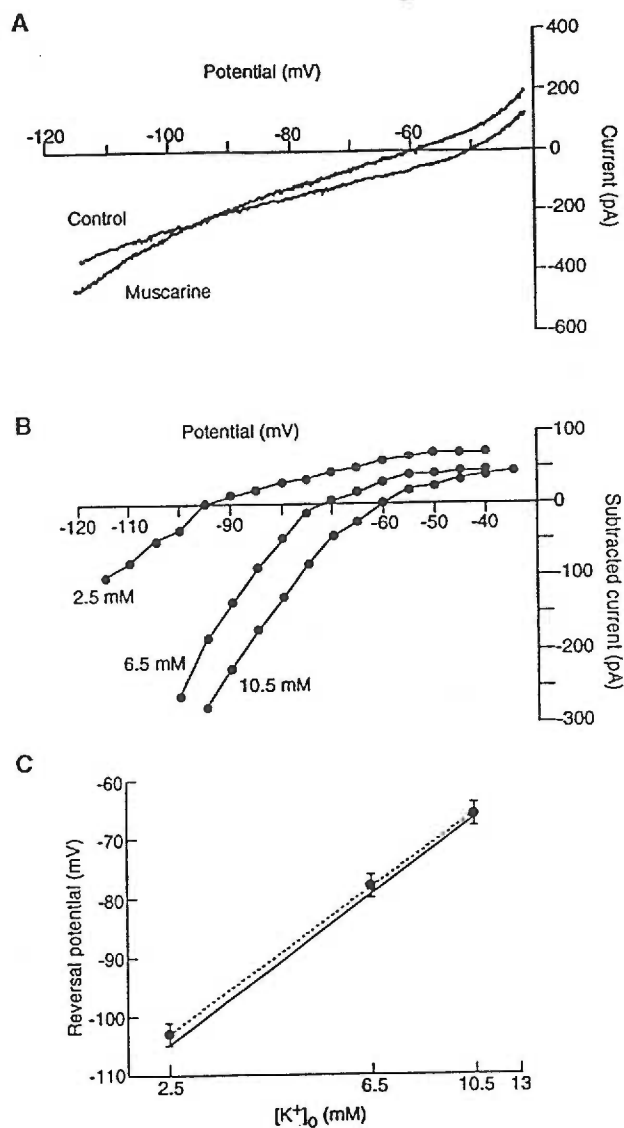 A
Potential (mV)
-120 -100 -80 -60
400
200
0
-200
-400
-600
Current (pA)
Control
Muscarine
B
Potential (mV)
-120 -110 -90 -60 -50 -40
100
0
-100
-200
-300
Subtracted current (pA)
2.5 mM
6.5 mM
10.5 mM
C
-60
-70
-80
-90
-100
-110
Reversal potential (mV)
2.5 6.5 10.5 13
[K+]o (mM)